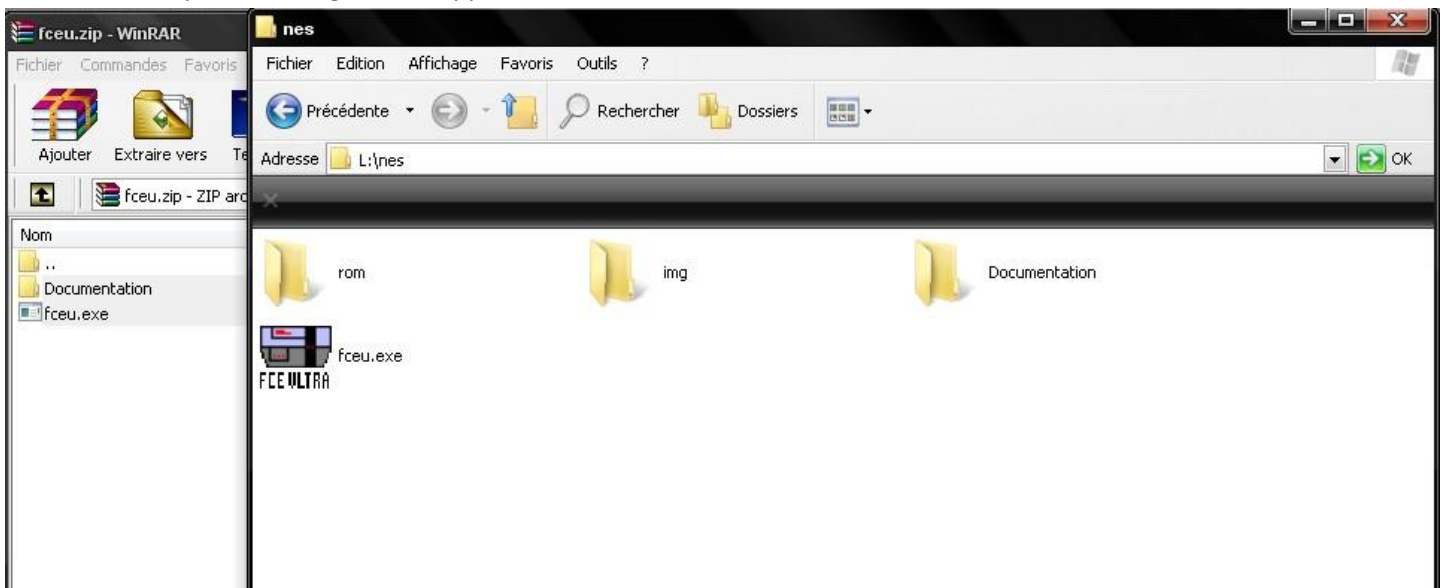 fceu.zip - WinRAR
Fichier Commandes Favoris
Ajouter Extraire vers Te
fceu.zip - ZIP arc
Nom
..
Documentation
fceu.exe
nes
Fichier Edition Affichage Favoris Outils ?
Précédente Rechercher Dossiers
Adresse L:\nes OK
rom img Documentation
fceu.exe
FCE ULTRA